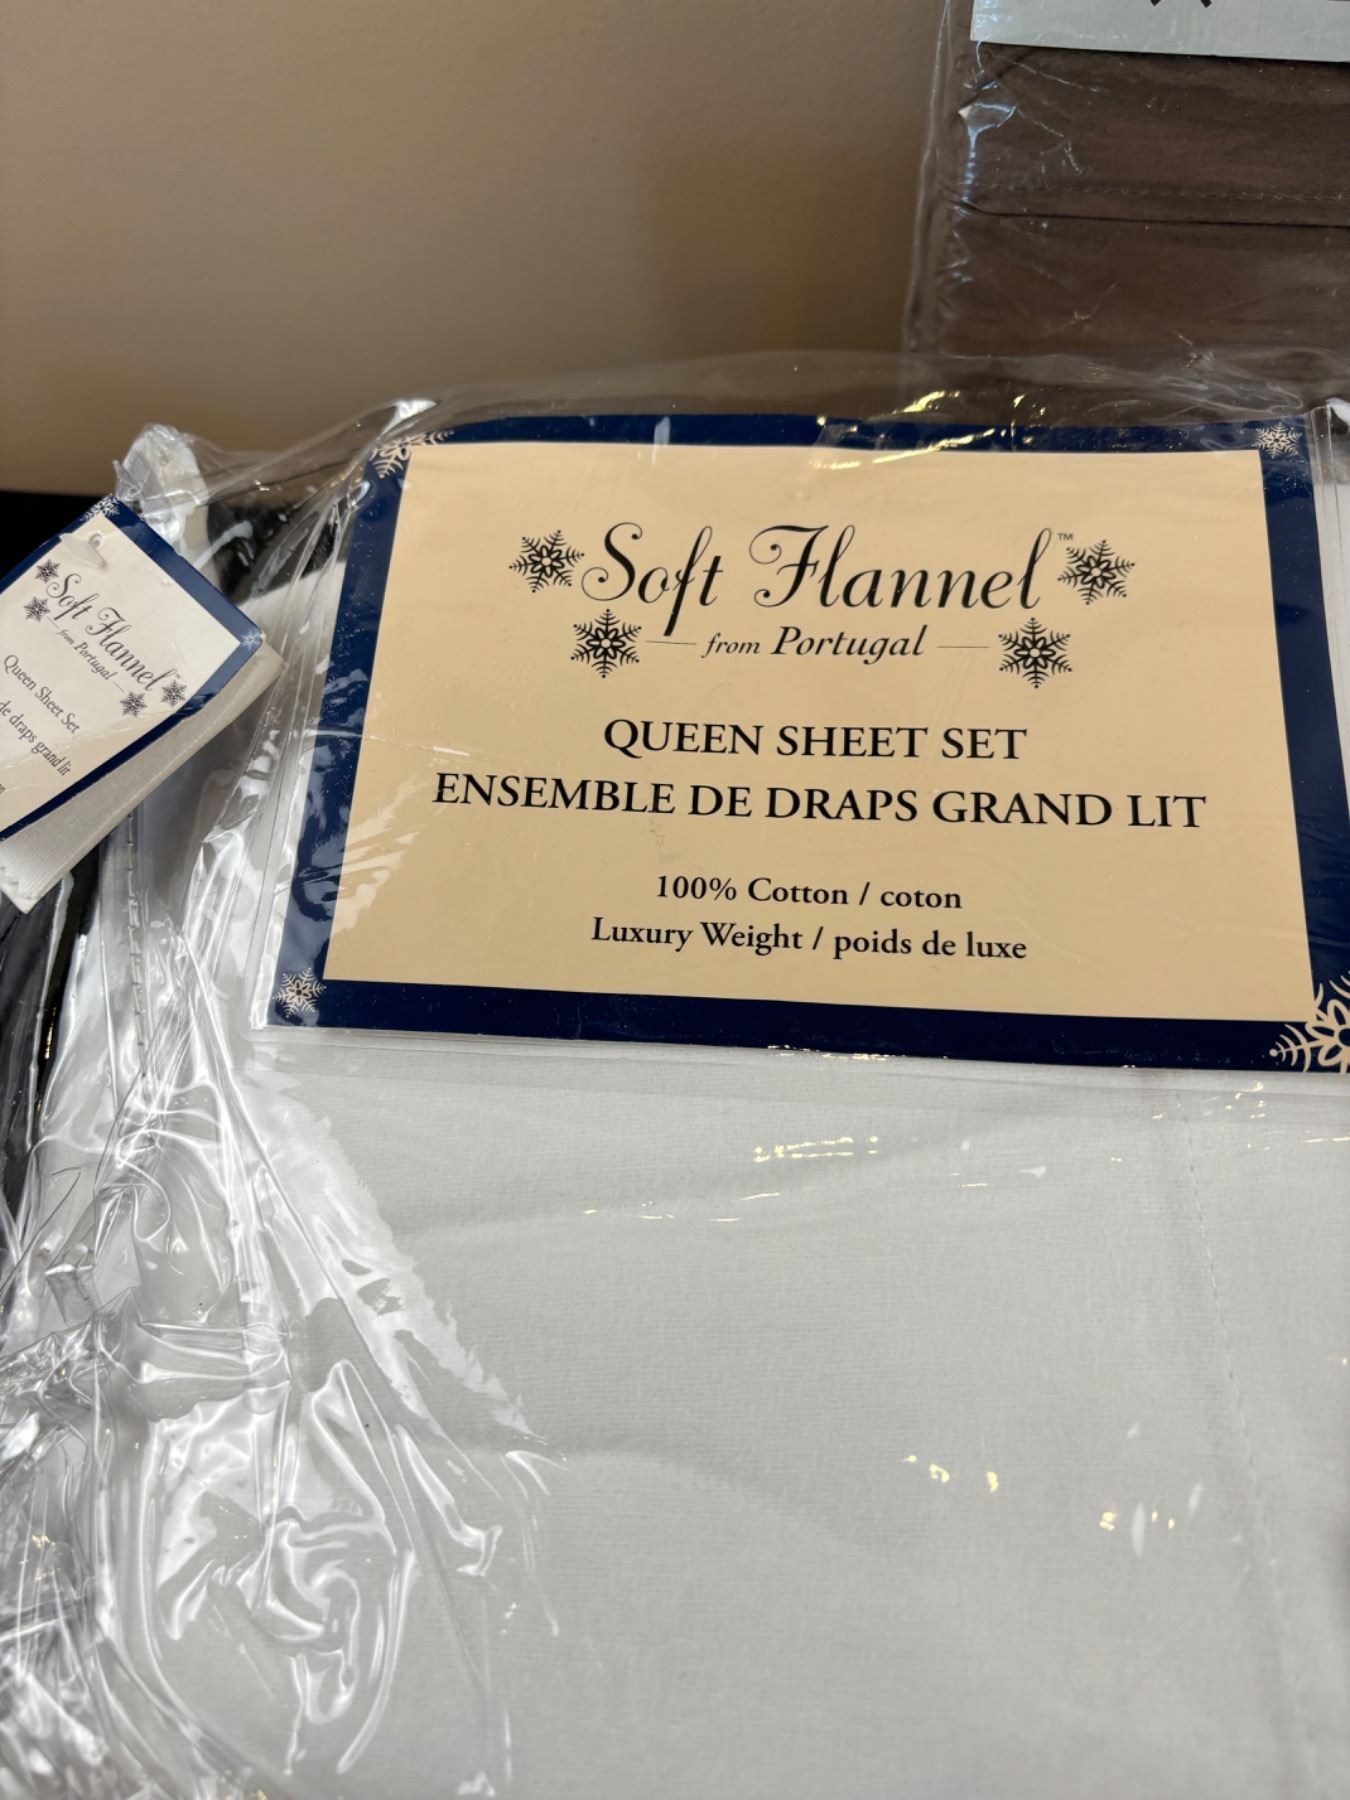 Soft Flannel™
from Portugal
QUEEN SHEET SET
ENSEMBLE DE DRAPS GRAND LIT
100% Cotton / coton
Luxury Weight / poids de luxe
Soft Flannel™
from Portugal
Queen Sheet Set
de draps grand lit